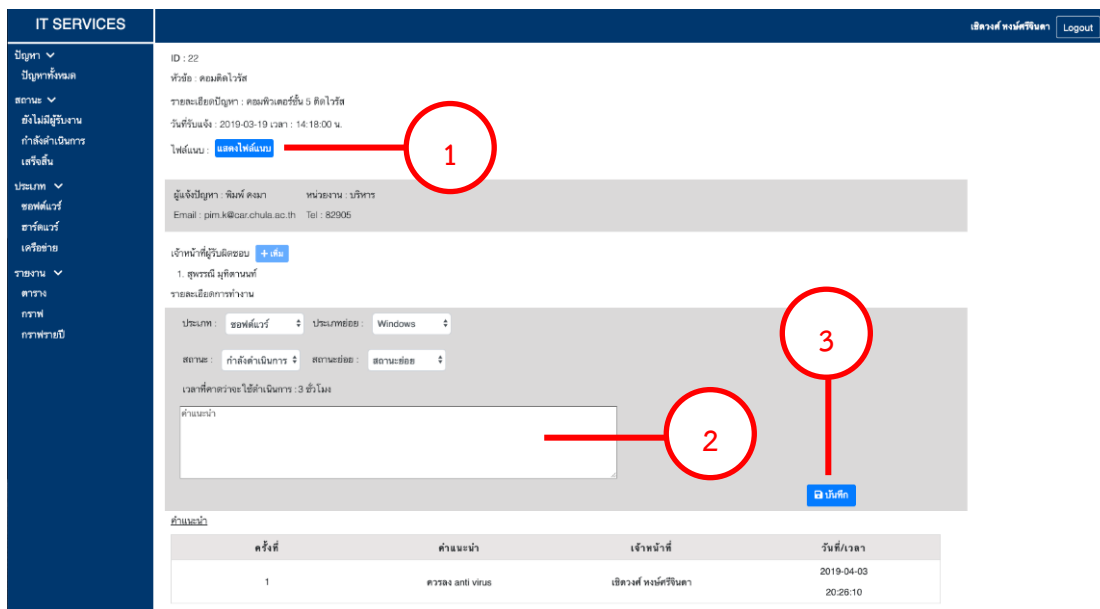 IT SERVICES
เชิดวงศ์ หงษ์ศรีจินดา Logout
ปัญหา
ปัญหาทั้งหมด
สถานะ
ยังไม่มีผู้รับงาน
กำลังดำเนินการ
เสร็จสิ้น
ประเภท
ซอฟต์แวร์
ฮาร์ดแวร์
เครือข่าย
รายงาน
ตาราง
กราฟ
กราฟรายปี
ID : 22
หัวข้อ : คอมติดไวรัส
รายละเอียดปัญหา : คอมพิวเตอร์ชั้น 5 ติดไวรัส
วันที่รับแจ้ง : 2019-03-19 เวลา : 14:18:00 น.
ไฟล์แนบ : แสดงไฟล์แนบ
1
ผู้แจ้งปัญหา : พิมพ์ คงมา หน่วยงาน : บริหาร
Email : pim.k@car.chula.ac.th Tel : 82905
เจ้าหน้าที่ผู้รับผิดชอบ + เพิ่ม
1. สุพรรณี มุทิตานนท์
รายละเอียดการทำงาน
ประเภท : ซอฟต์แวร์ ประเภทย่อย : Windows
3
สถานะ : กำลังดำเนินการ สถานะย่อย : สถานะย่อย
เวลาที่คาดว่าจะใช้ดำเนินการ :3 ชั่วโมง
คำแนะนำ
2
บันทึก
คำแนะนำ
ครั้งที่ คำแนะนำ เจ้าหน้าที่ วันที่/เวลา
1 ควรลง anti virus เชิดวงศ์ หงษ์ศรีจินดา 2019-04-03
20:26:10